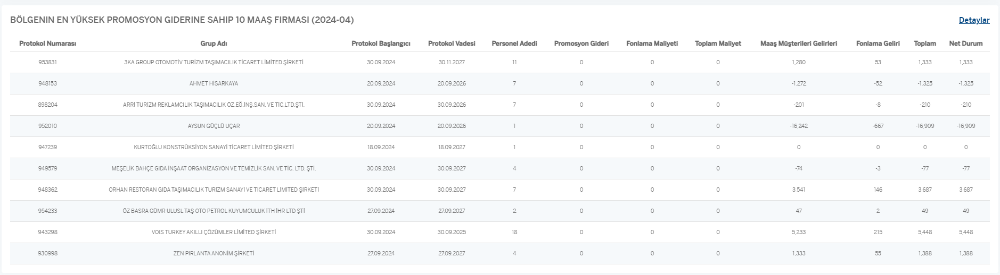 BÖLGENIN EN YÜKSEK PROMOSYON GIDERINE SAHIP 10 MAAŞ FIRMASI (2024-04) Detaylar
Protokol Numarası Grup Adı Protokol Başlangıcı Protokol Vadesi Personel Adedi Promosyon Gideri Fonlama Maliyeti Toplam Maliyet Maaş Müşterileri Gelirleri Fonlama Geliri Toplam Net Durum
953831 3KA GROUP OTOMOTİV TURİZM TAŞIMACILIK TİCARET LİMİTED ŞİRKETİ 30.09.2024 30.11.2027 11 0 0 0 1,280 53 1,333 1,333
948153 AHMET HİSARKAYA 20.09.2024 20.09.2026 7 0 0 0 -1,272 -52 -1,325 -1,325
898204 ARRİ TURİZM REKLAMCILIK TAŞIMACILIK ÖZ.EĞ.İNŞ.SAN. VE TİC.LTD.ŞTİ. 30.09.2024 30.09.2026 7 0 0 0 -201 -8 -210 -210
952010 AYSUN GÜÇLÜ UÇAR 20.09.2024 20.09.2026 1 0 0 0 -16,242 -667 -16,909 -16,909
947239 KURTOĞLU KONSTRÜKSİYON SANAYİ TİCARET LİMİTED ŞİRKETİ 18.09.2024 18.09.2027 1 0 0 0 0 0 0 0
949579 MEŞELİK BAHÇE GIDA İNŞAAT ORGANİZASYON VE TEMİZLİK SAN. VE TİC. LTD. ŞTİ. 30.09.2024 30.09.2027 4 0 0 0 -74 -3 -77 -77
948362 ORHAN RESTORAN GIDA TAŞIMACILIK TURİZM SANAYİ VE TİCARET LİMİTED ŞİRKETİ 30.09.2024 30.09.2027 7 0 0 0 3,541 146 3,687 3,687
954233 ÖZ BASRA GÜMR ULUSL TAŞ OTO PETROL KUYUMCULUK İTH İHR LTD ŞTİ 27.09.2024 27.09.2027 2 0 0 0 47 2 49 49
943298 VOIS TURKEY AKILLI ÇÖZÜMLER LİMİTED ŞİRKETİ 30.09.2024 30.09.2025 18 0 0 0 5,233 215 5,448 5,448
930998 ZEN PIRLANTA ANONİM ŞİRKETİ 27.09.2024 27.09.2027 4 0 0 0 1,333 55 1,388 1,388